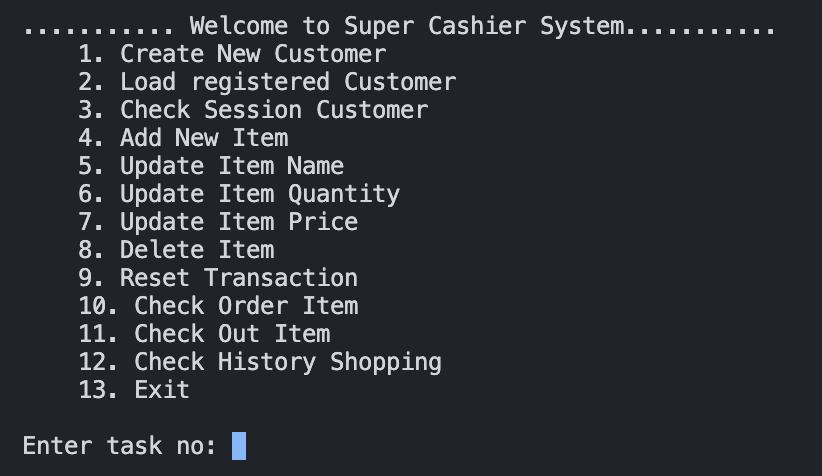 ........... Welcome to Super Cashier System...........
1. Create New Customer
2. Load registered Customer
3. Check Session Customer
4. Add New Item
5. Update Item Name
6. Update Item Quantity
7. Update Item Price
8. Delete Item
9. Reset Transaction
10. Check Order Item
11. Check Out Item
12. Check History Shopping
13. Exit
Enter task no: